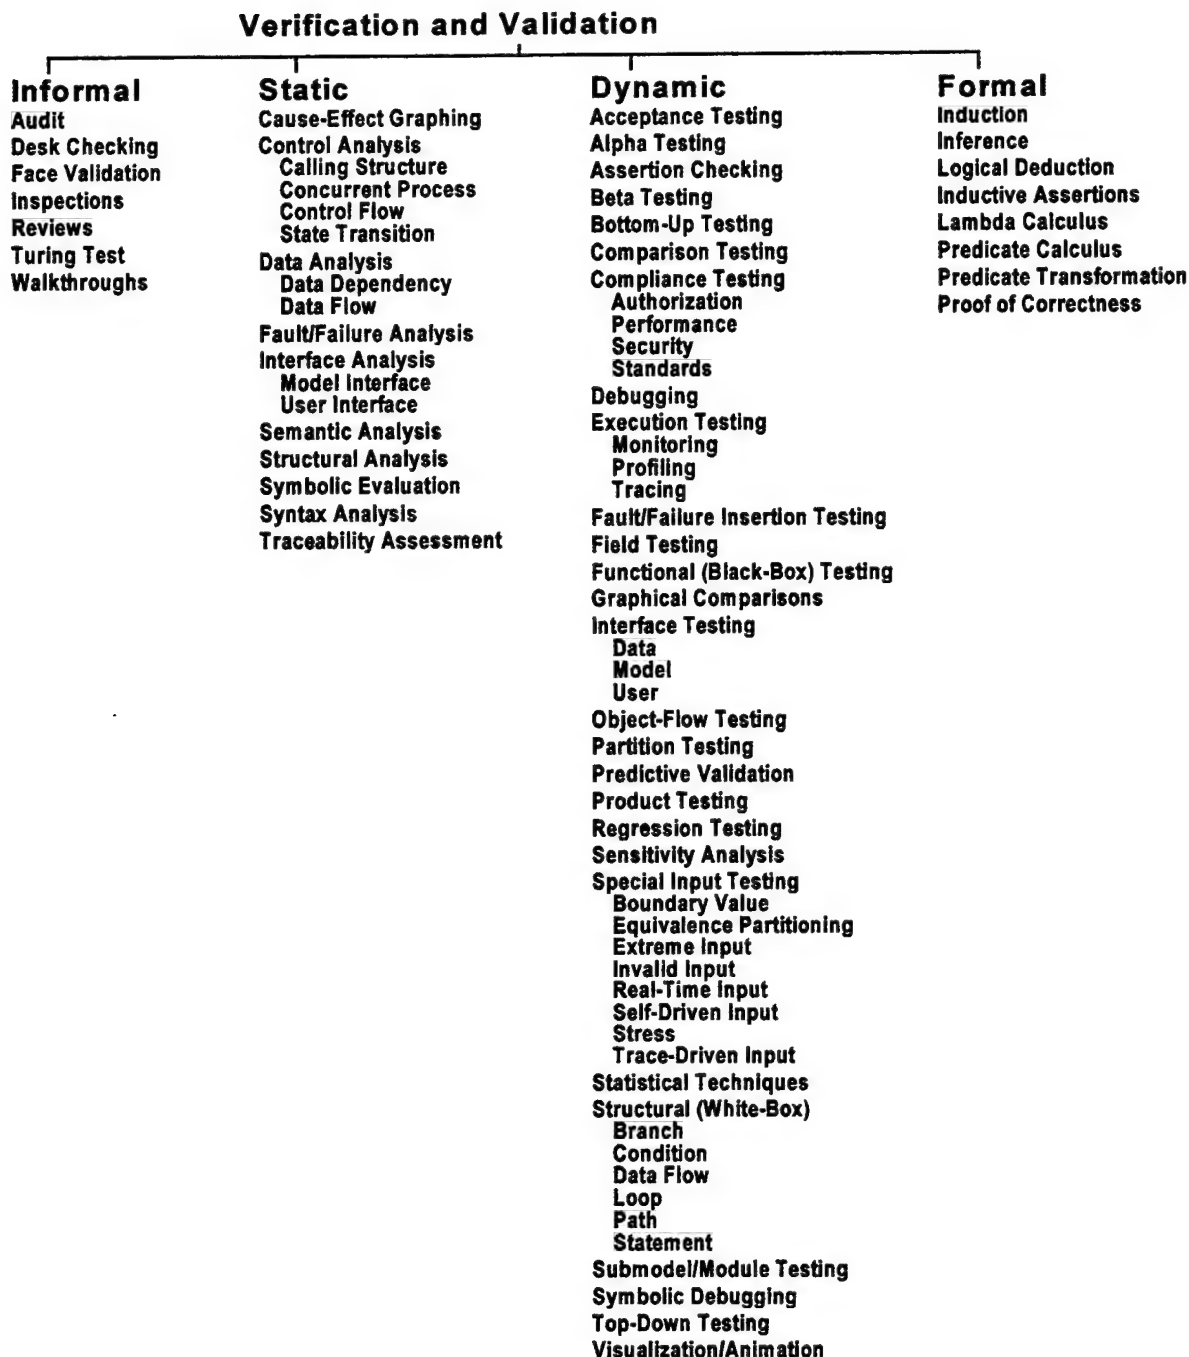 Verification and Validation
Informal
Audit
Desk Checking
Face Validation
Inspections
Reviews
Turing Test
Walkthroughs
Static
Cause-Effect Graphing
Control Analysis
Calling Structure
Concurrent Process
Control Flow
State Transition
Data Analysis
Data Dependency
Data Flow
Fault/Failure Analysis
Interface Analysis
Model Interface
User Interface
Semantic Analysis
Structural Analysis
Symbolic Evaluation
Syntax Analysis
Traceability Assessment
Dynamic
Acceptance Testing
Alpha Testing
Assertion Checking
Beta Testing
Bottom-Up Testing
Comparison Testing
Compliance Testing
Authorization
Performance
Security
Standards
Debugging
Execution Testing
Monitoring
Profiling
Tracing
Fault/Failure Insertion Testing
Field Testing
Functional (Black-Box) Testing
Graphical Comparisons
Interface Testing
Data
Model
User
Object-Flow Testing
Partition Testing
Predictive Validation
Product Testing
Regression Testing
Sensitivity Analysis
Special Input Testing
Boundary Value
Equivalence Partitioning
Extreme Input
Invalid Input
Real-Time Input
Self-Driven Input
Stress
Trace-Driven Input
Statistical Techniques
Structural (White-Box)
Branch
Condition
Data Flow
Loop
Path
Statement
Submodel/Module Testing
Symbolic Debugging
Top-Down Testing
Visualization/Animation
Formal
Induction
Inference
Logical Deduction
Inductive Assertions
Lambda Calculus
Predicate Calculus
Predicate Transformation
Proof of Correctness